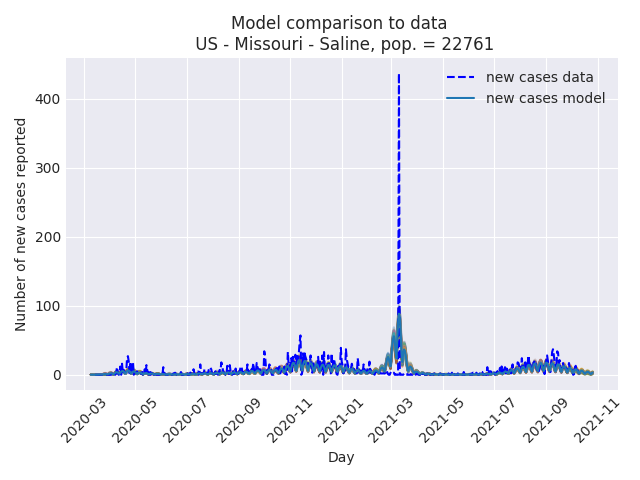 Model comparison to data
US - Missouri - Saline, pop. = 22761
new cases data
new cases model
Number of new cases reported
400
300
200
100
0
2020-03
2020-05
2020-07
2020-09
2020-11
2021-01
2021-03
2021-05
2021-07
2021-09
2021-11
Day